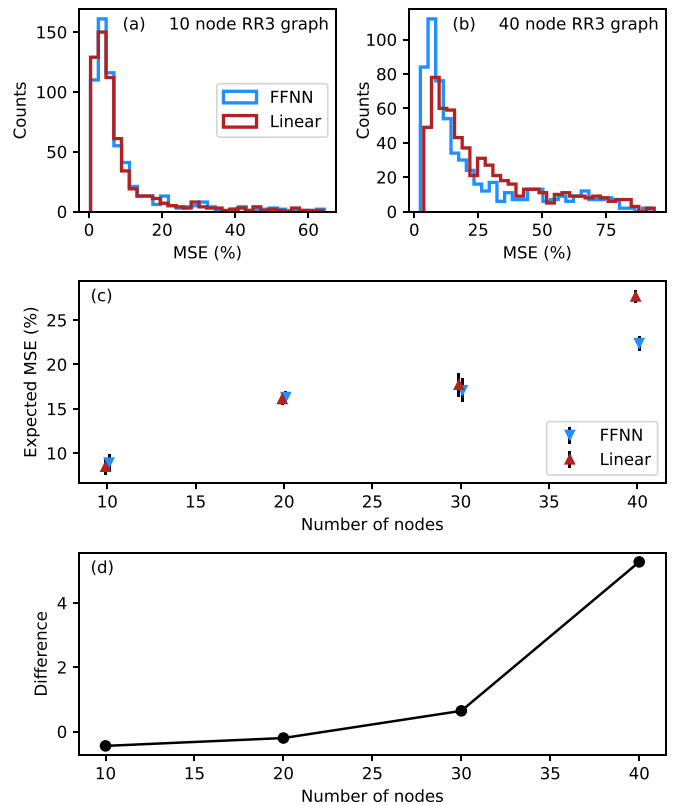 (a) 10 node RR3 graph
150
100
50
0
Counts
FFNN
Linear
0 20 40 60
MSE (%)
(b) 40 node RR3 graph
100
80
60
40
20
0
Counts
0 25 50 75
MSE (%)
(c)
25
20
15
10
Expected MSE (%)
FFNN
Linear
10 15 20 25 30 35 40
Number of nodes
(d)
4
2
0
Difference
10 15 20 25 30 35 40
Number of nodes